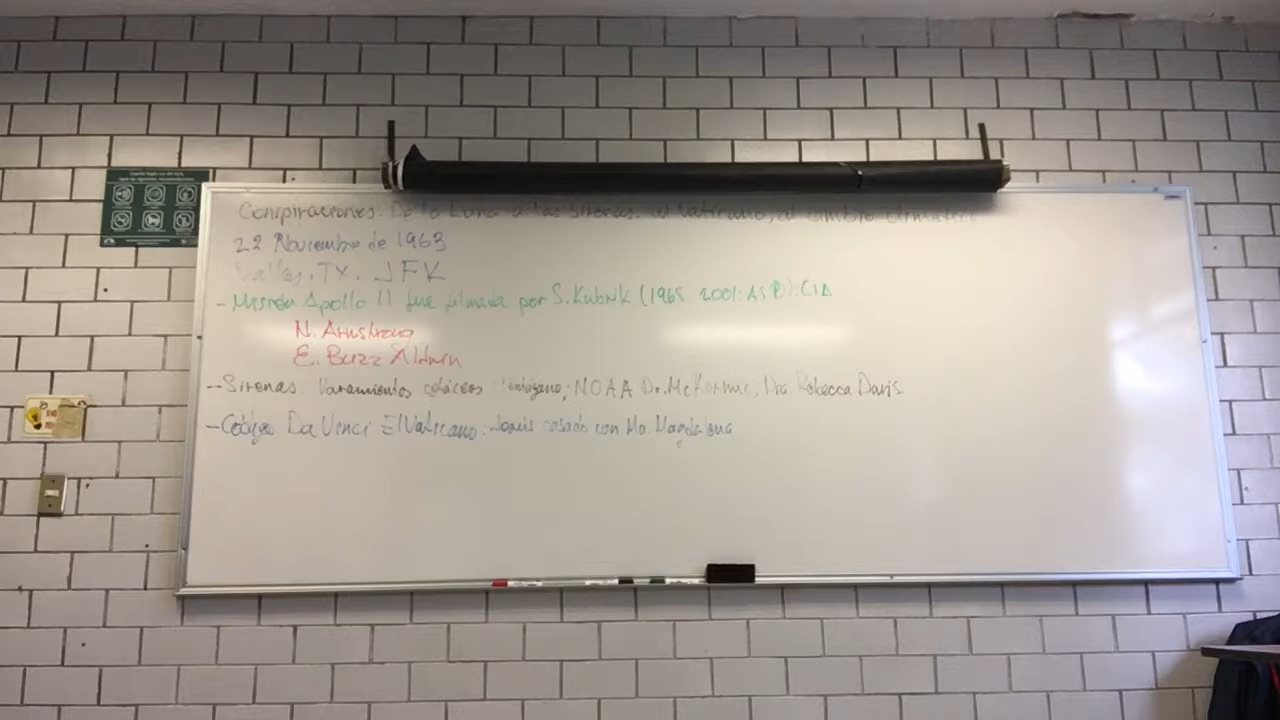 Conspiraciones: De la Luna a las sirenas, al Vaticano, al cambio climático
22 Noviembre de 1963
Dallas, TX. JFK
- Misión Apollo 11 fue filmada por S. Kubrik (1968: 2001: A S.O) CIA
N. Armstrong
E. Buzz Aldrin
- Sirenas. Varamientos cetáceos NOAA Dr. McKormic, Dra Rebecca Davis
- Código Da Vinci El Vaticano: Jesús casado con Ma. Magdalena